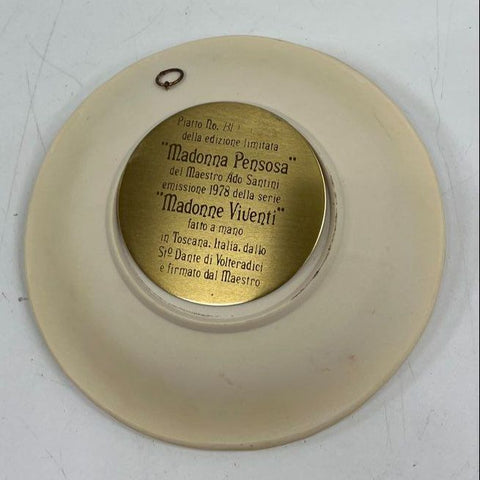 Piatto No.
della edizione limitata
"Madonna Pensosa"
del Maestro Ado Santini
emissione 1978 della serie
"Madonne Viventi"
fatto a mano
in Toscana, Italia, dallo
Stº Dante di Volteradici
e firmato dal Maestro